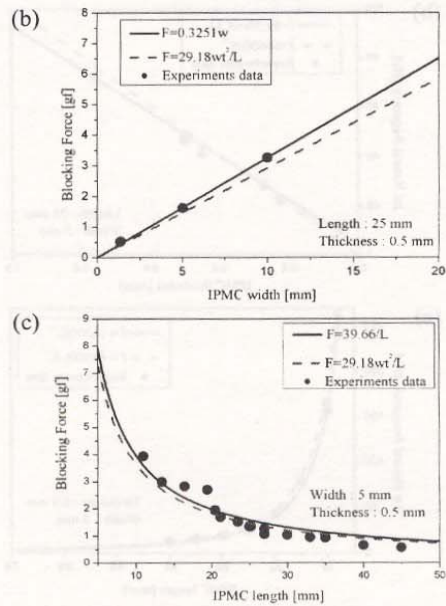 (b)
8
7
6
5
4
3
2
1
0
Blocking Force [gf]
F=0.3251w
F=29.18wt²/L
Experiments data
Length : 25 mm
Thickness : 0.5 mm
0 5 10 15 20
IPMC width [mm]
(c)
9
8
7
6
5
4
3
2
1
0
Blocking Force [gf]
F=39.66/L
F=29.18wt²/L
Experiments data
Width : 5 mm
Thickness : 0.5 mm
10 20 30 40 50
IPMC length [mm]